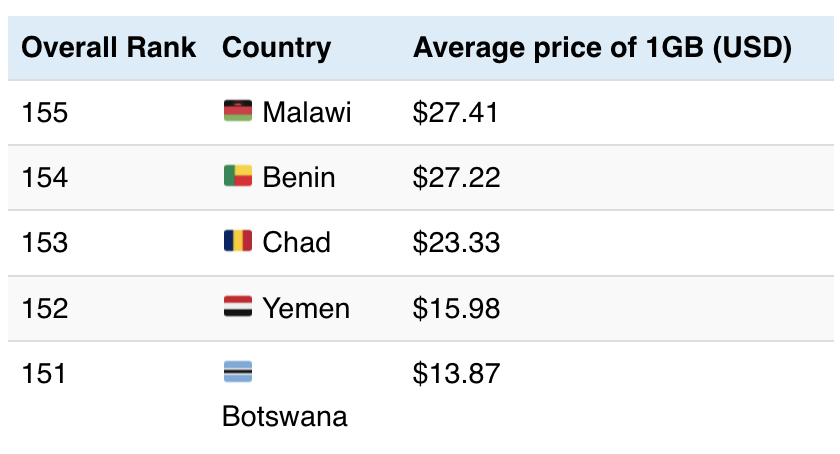 Overall Rank Country Average price of 1GB (USD)
155 Malawi $27.41
154 Benin $27.22
153 Chad $23.33
152 Yemen $15.98
151 $13.87
Botswana